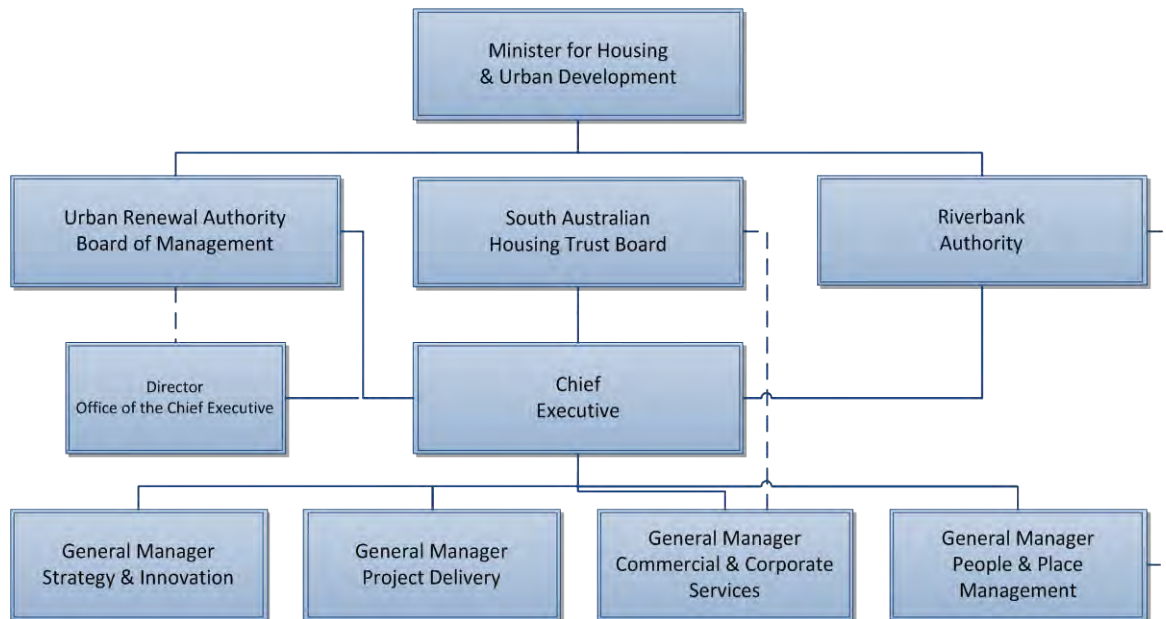 Minister for Housing
& Urban Development
Urban Renewal Authority
Board of Management
South Australian
Housing Trust Board
Riverbank
Authority
Director
Office of the Chief Executive
Chief
Executive
General Manager
Strategy & Innovation
General Manager
Project Delivery
General Manager
Commercial & Corporate
Services
General Manager
People & Place
Management